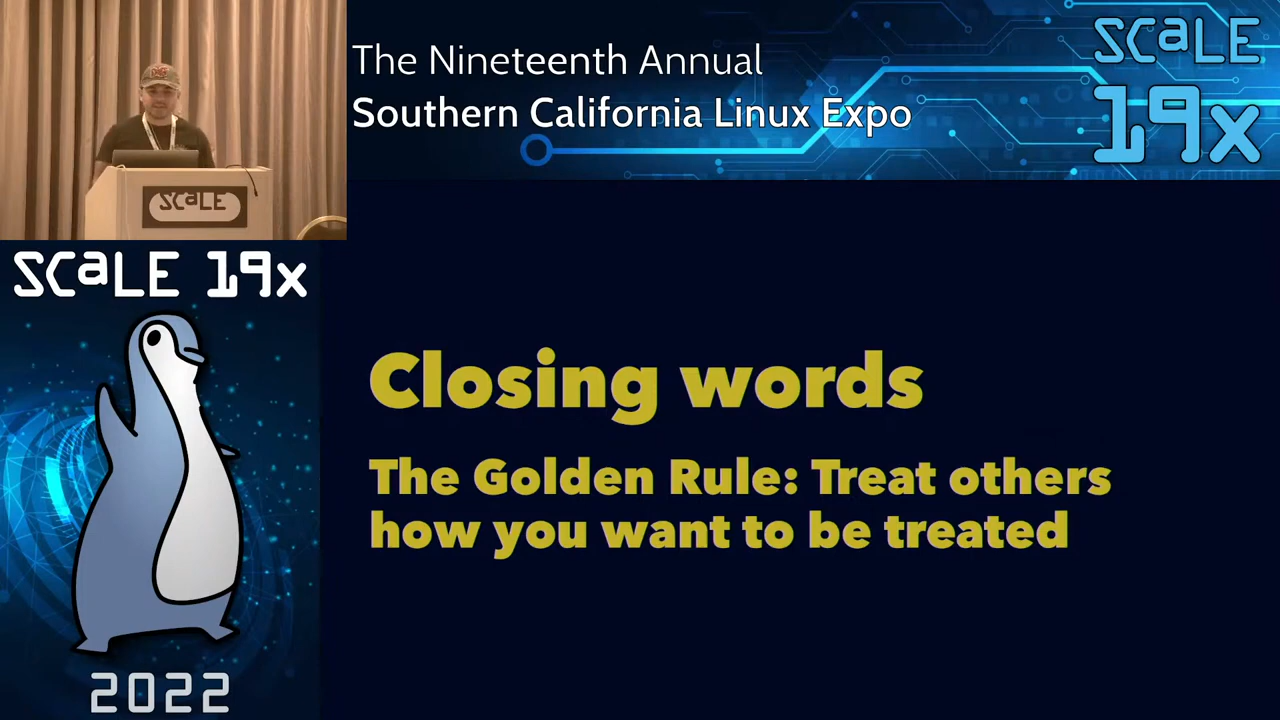 The Nineteenth Annual
Southern California Linux Expo
SCaLE
19x
SCaLE
SCaLE 19x
Closing words
The Golden Rule: Treat others
how you want to be treated
2022